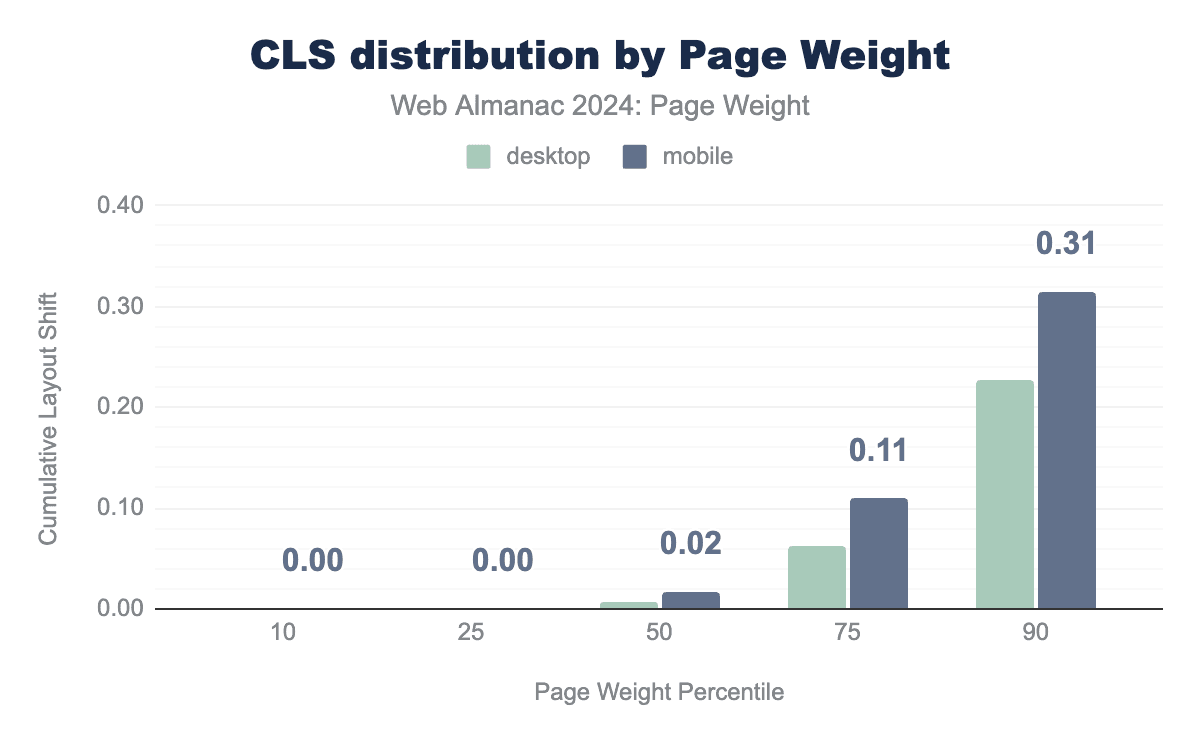 CLS distribution by Page Weight
Web Almanac 2024: Page Weight
desktop mobile
0.40
0.30
0.20
0.10
0.00
Cumulative Layout Shift
0.00
0.00
0.02
0.11
0.31
10 25 50 75 90
Page Weight Percentile